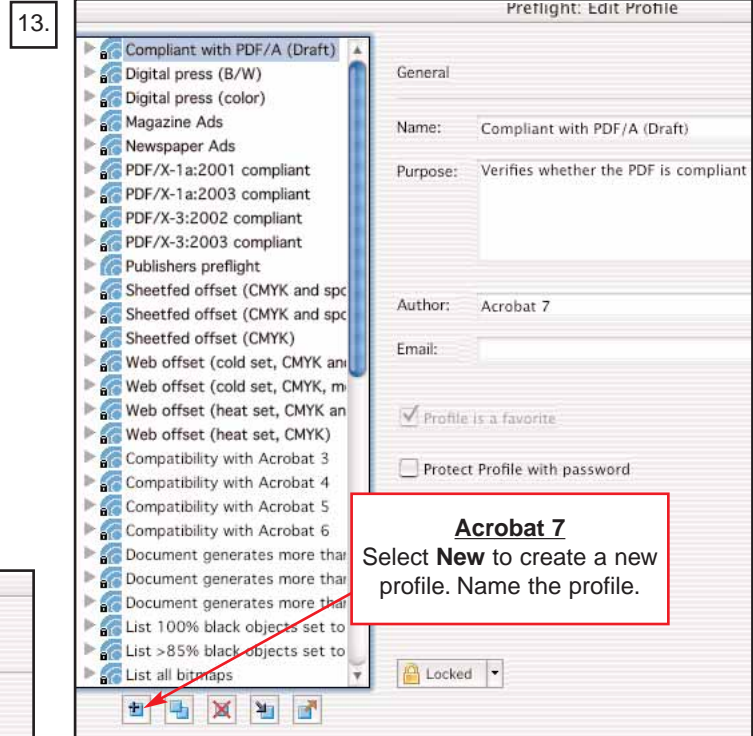 13.
Preflight: Edit Profile
Compliant with PDF/A (Draft)
Digital press (B/W)
Digital press (color)
Magazine Ads
Newspaper Ads
PDF/X-1a:2001 compliant
PDF/X-1a:2003 compliant
PDF/X-3:2002 compliant
PDF/X-3:2003 compliant
Publishers preflight
Sheetfed offset (CMYK and spo
Sheetfed offset (CMYK and spo
Sheetfed offset (CMYK)
Web offset (cold set, CMYK and
Web offset (cold set, CMYK, m
Web offset (heat set, CMYK an
Web offset (heat set, CMYK)
Compatibility with Acrobat 3
Compatibility with Acrobat 4
Compatibility with Acrobat 5
Compatibility with Acrobat 6
Document generates more than
Document generates more than
Document generates more than
List 100% black objects set to
List >85% black objects set to
List all bitmaps
General
Name: Compliant with PDF/A (Draft)
Purpose: Verifies whether the PDF is compliant
Author: Acrobat 7
Email:
Profile is a favorite
Protect Profile with password
Acrobat 7
Select New to create a new
profile. Name the profile.
Locked